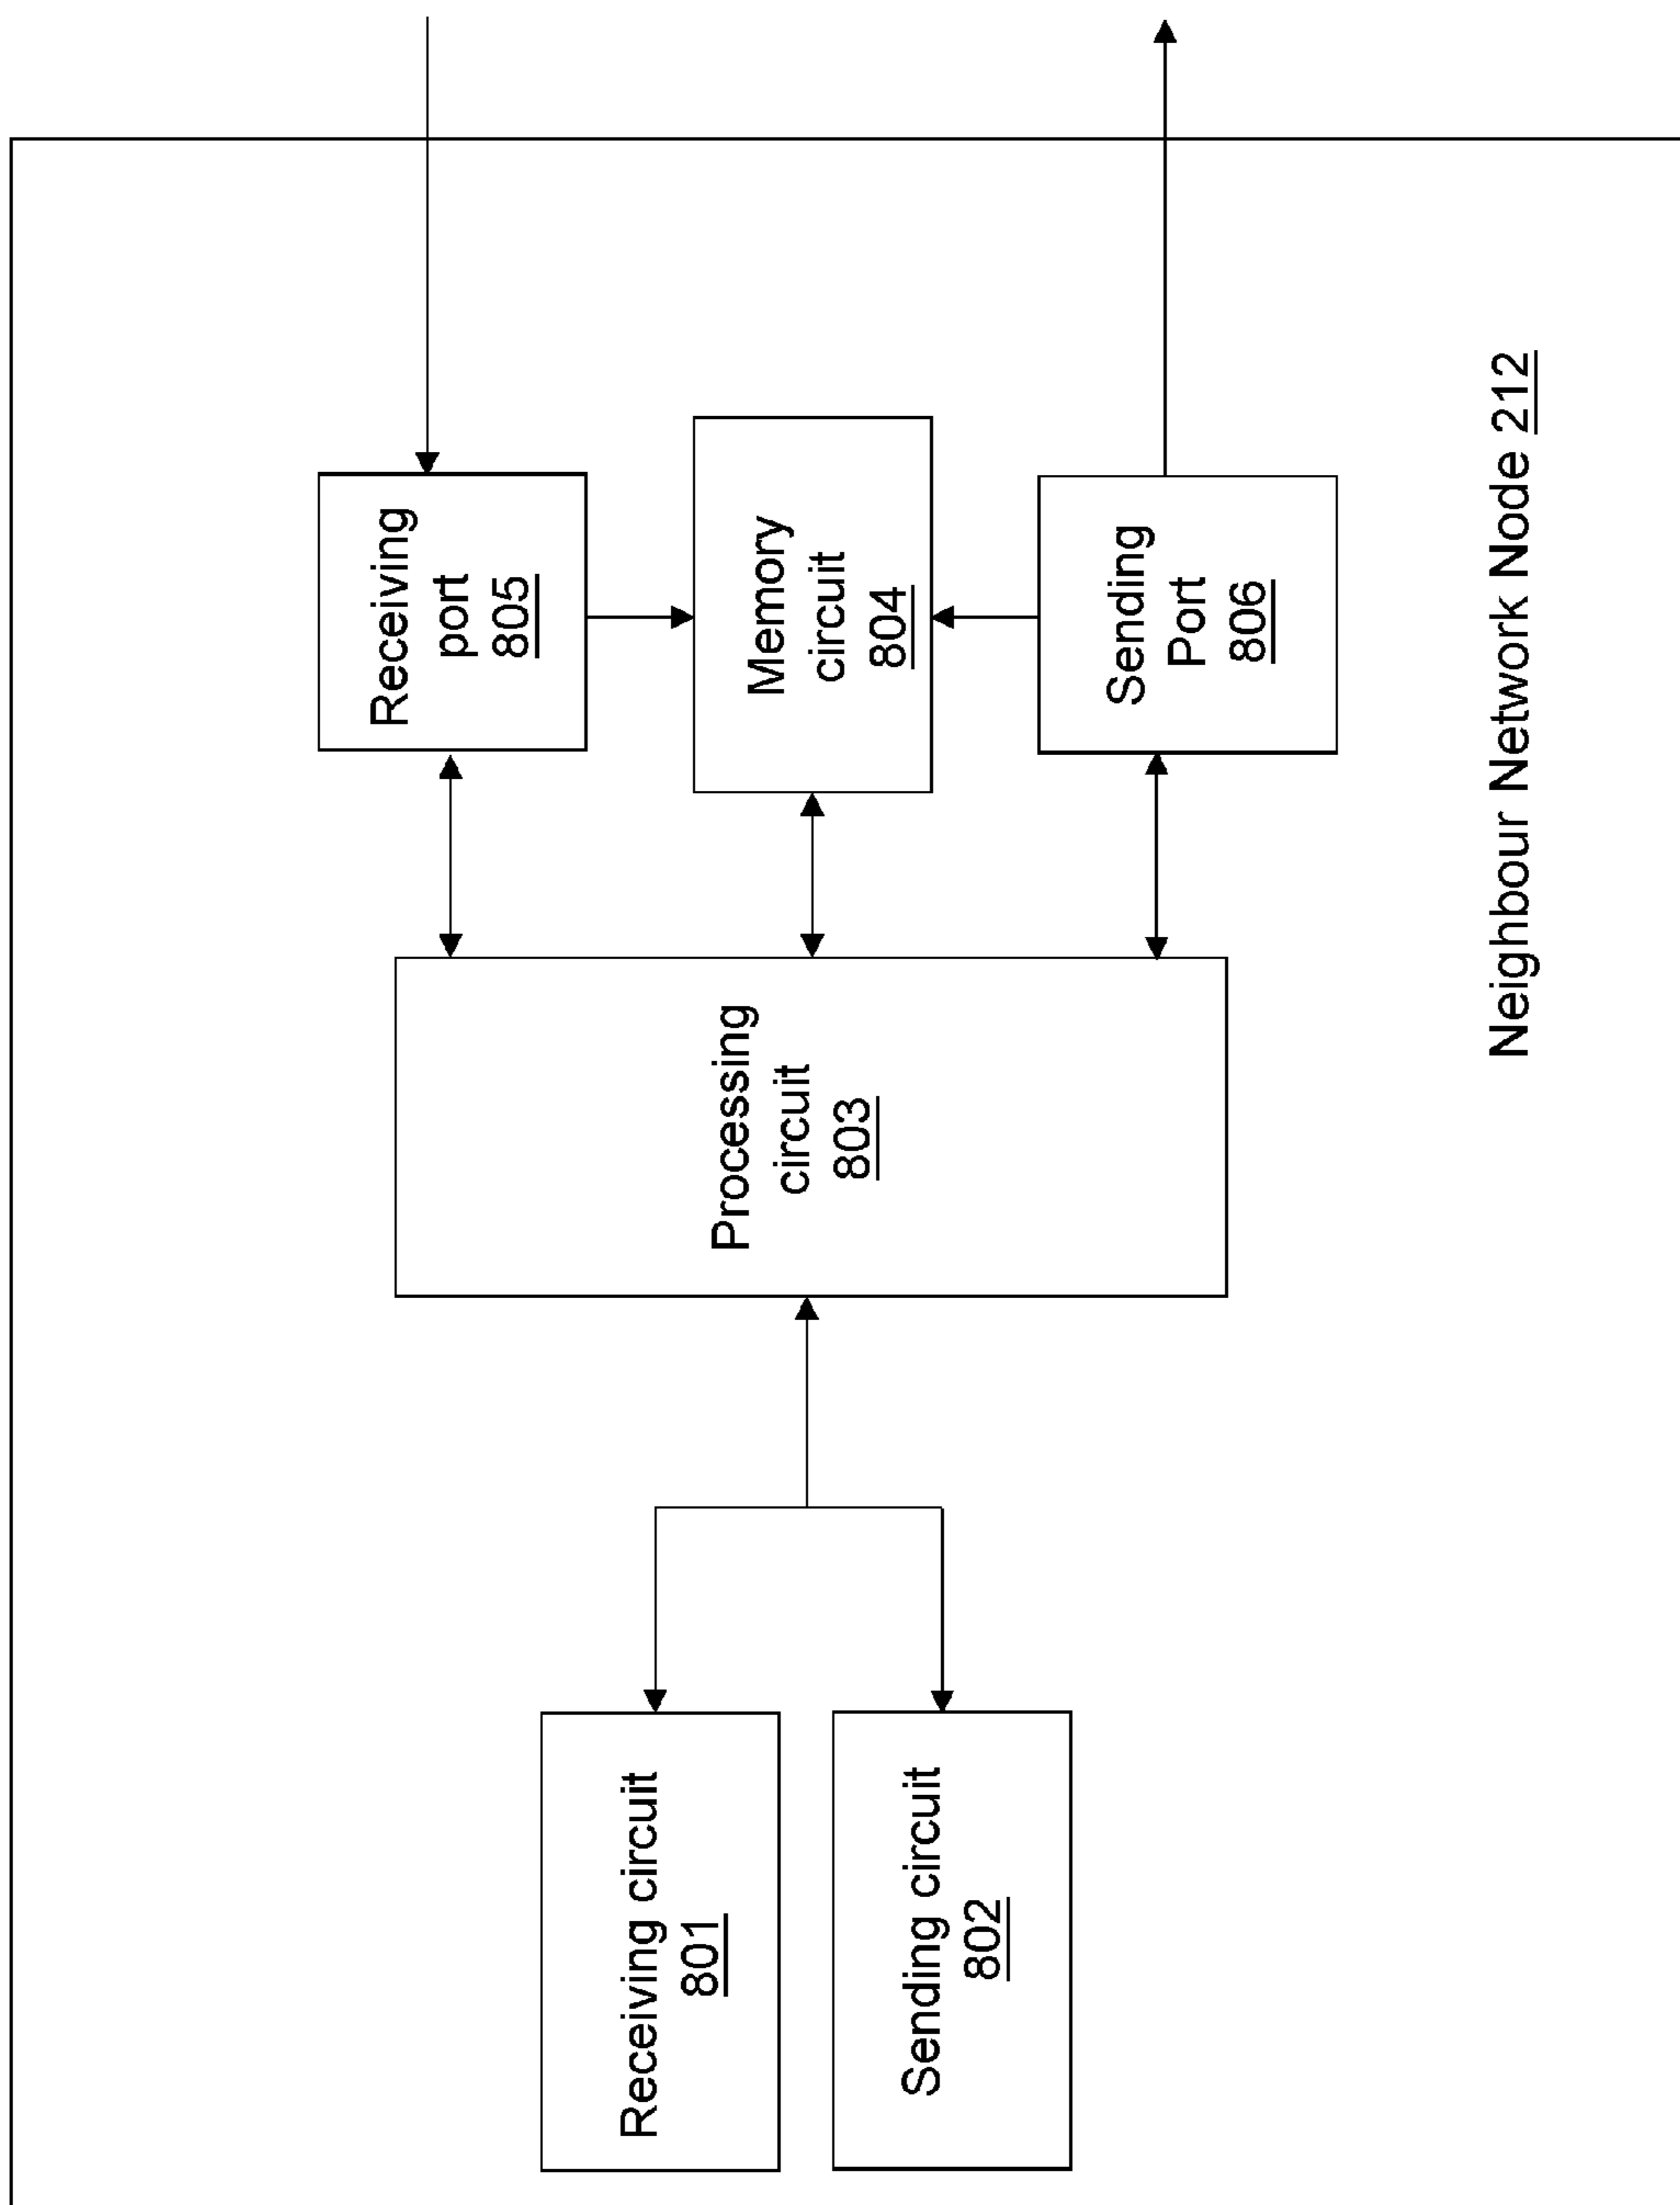 Receiving circuit
801
Sending circuit
802
Processing
circuit
803
Receiving
port
805
Memory
circuit
804
Sending
Port
806
Neighbour Network Node 212